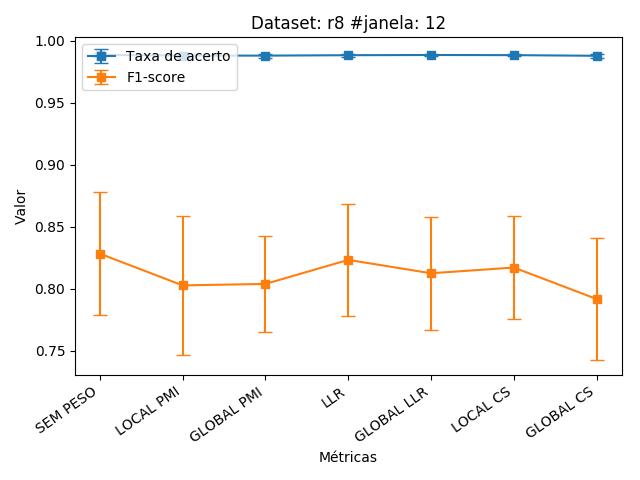 Dataset: r8 #janela: 12
1.00
0.95
0.90
0.85
0.80
0.75
Valor
Taxa de acerto
F1-score
SEM PESO
LOCAL PMI
GLOBAL PMI
LLR
GLOBAL LLR
LOCAL CS
GLOBAL CS
Métricas